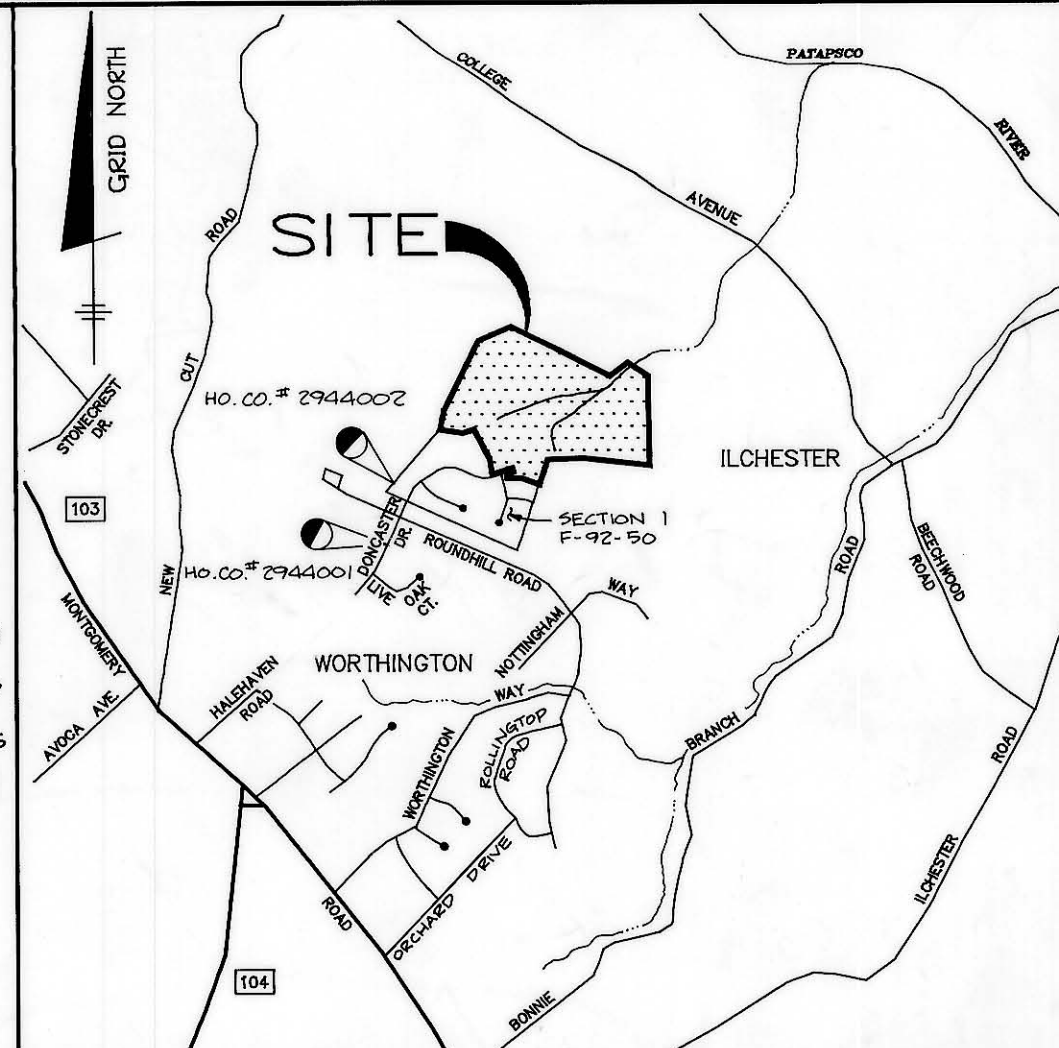 GRID NORTH
COLLEGE
AVENUE
PATAPSCO
RIVER
NEW
CUT
ROAD
SITE
STONECREST
DR.
HO. CO. # 2944002
103
ILCHESTER
SECTION 1
F-92-50
DONCASTER
DR.
ROUNDHILL ROAD
HO. CO. # 2944001
LIVE
OAK
CT.
NOTTINGHAM
WAY
BEECHWOOD
ROAD
MONTGOMERY
ROAD
AVOCA AVE.
HALEHAVEN
ROAD
WORTHINGTON
WORTHINGTON
WAY
ROLLINGTOP
ROAD
ORCHARD DRIVE
BONNIE
BRANCH
ROAD
ILCHESTER
ROAD
104